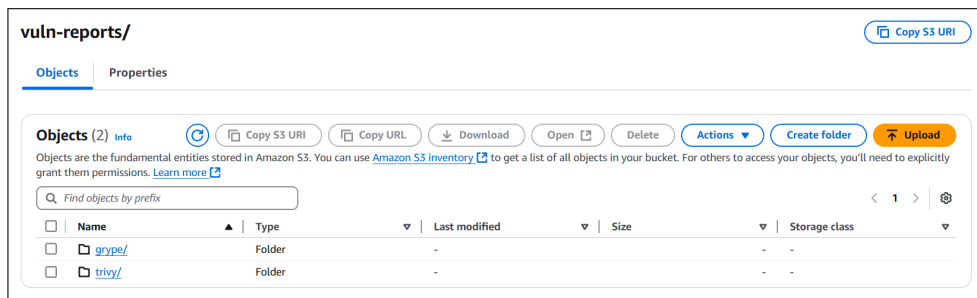 vuln-reports/
Copy S3 URI
Objects Properties
Objects (2) Info Copy S3 URI Copy URL Download Open Delete Actions Create folder Upload
Objects are the fundamental entities stored in Amazon S3. You can use Amazon S3 inventory to get a list of all objects in your bucket. For others to access your objects, you'll need to explicitly
grant them permissions. Learn more
Find objects by prefix 1
Name Type Last modified Size Storage class
grype/ Folder - - -
trivy/ Folder - - -